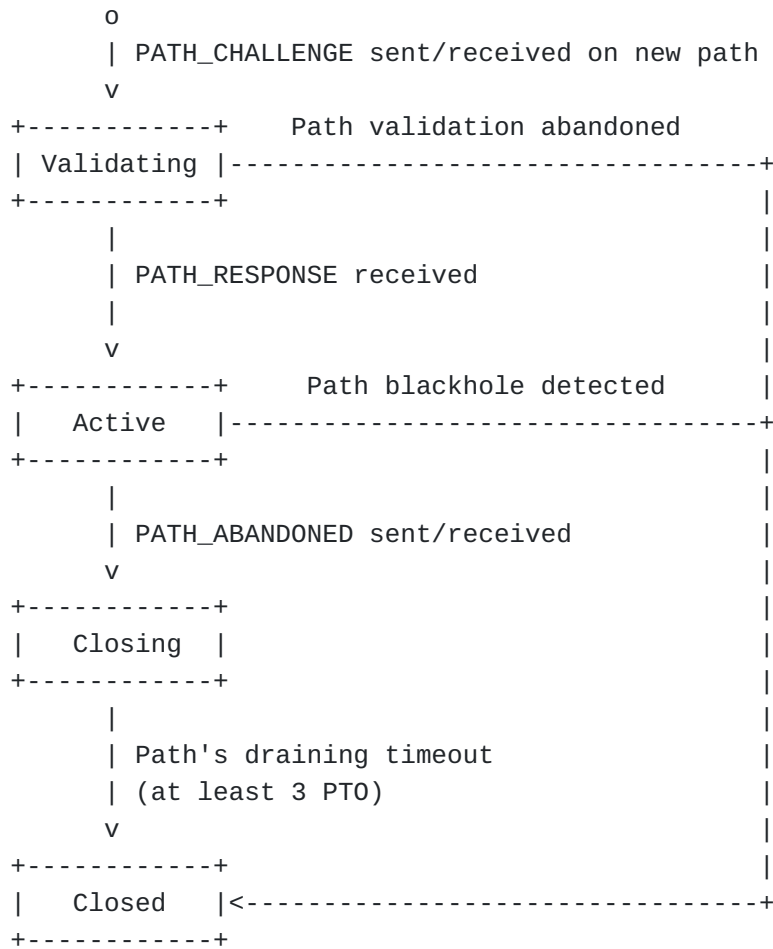 o
| PATH_CHALLENGE sent/received on new path
v
+------------+    Path validation abandoned
| Validating |----------------------------------+
+------------+                                  |
|                                         |
| PATH_RESPONSE received                  |
|                                         |
v                                         |
+------------+     Path blackhole detected      |
|   Active   |----------------------------------+
+------------+                                  |
|                                         |
| PATH_ABANDONED sent/received            |
v                                         |
+------------+                                  |
|   Closing  |                                  |
+------------+                                  |
|                                         |
| Path's draining timeout                 |
| (at least 3 PTO)                        |
v                                         |
+------------+                                  |
|   Closed   |<---------------------------------+
+------------+